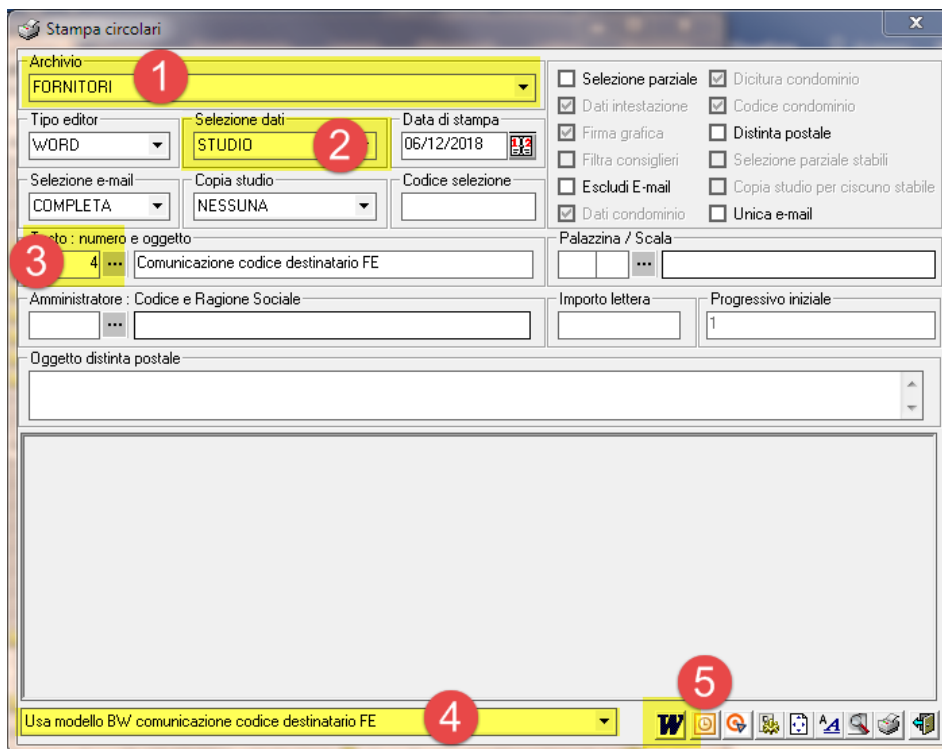 Stampa circolari
x
Archivio
FORNITORI
1
Selezione parziale Dicitura condominio
Dati intestazione Codice condominio
Firma grafica Distinta postale
Filtra consiglieri Selezione parziale stabili
Escludi E-mail Copia studio per ciscuno stabile
Dati condominio Unica e-mail
Tipo editor Selezione dati Data di stampa
WORD STUDIO 2 06/12/2018
Selezione e-mail Copia studio Codice selezione
COMPLETA NESSUNA
: numero e oggetto Palazzina / Scala
3 4 ... Comunicazione codice destinatario FE ...
Amministratore : Codice e Ragione Sociale Importo lettera Progressivo iniziale
... 1
Oggetto distinta postale
5
Usa modello BW comunicazione codice destinatario FE 4 W